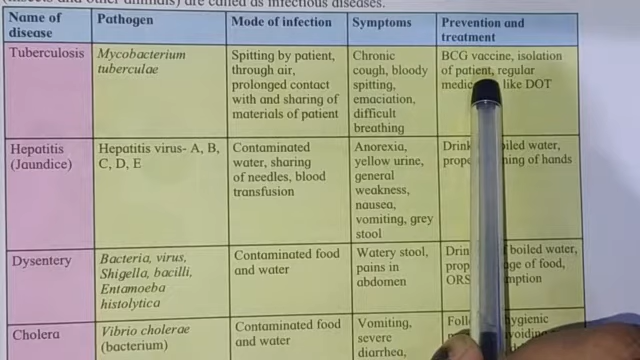 (insects and other animals) are called as infectious diseases.
Name of disease
Pathogen
Mode of infection
Symptoms
Prevention and treatment
Tuberculosis
Mycobacterium
tuberculae
Spitting by patient,
through air,
prolonged contact
with and sharing of
materials of patient
Chronic
cough, bloody
spitting,
emaciation,
difficult
breathing
BCG vaccine, isolation
of patient, regular
like DOT
Hepatitis
(Jaundice)
Hepatitis virus- A, B,
C, D, E
Contaminated
water, sharing
of needles, blood
transfusion
Anorexia,
yellow urine,
general
weakness,
nausea,
vomiting, grey
stool
water,
of hands
Dysentery
Bacteria, virus,
Shigella, bacilli,
Entamoeba
histolytica
Contaminated food
and water
Watery stool,
pains in
abdomen
of boiled water,
of food,
ORS
Cholera
Vibrio cholerae
(bacterium)
Contaminated food
and water
Vomiting,
severe
diarrhea,
hygienic